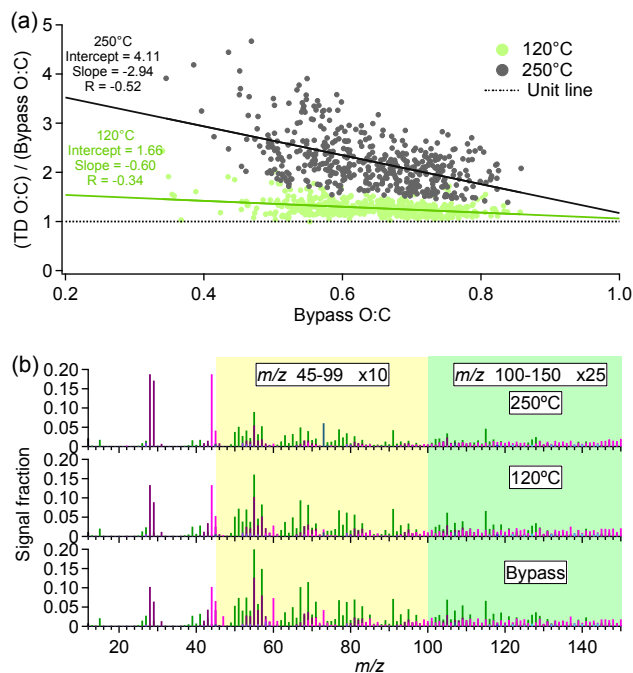 (a)
5
4
3
2
1
0
(TD O:C) / (Bypass O:C)
250°C
Intercept = 4.11
Slope = -2.94
R = -0.52
120°C
Intercept = 1.66
Slope = -0.60
R = -0.34
120°C
250°C
Unit line
0.2 0.4 0.6 0.8 1.0
Bypass O:C
(b)
m/z 45-99 x10
m/z 100-150 x25
250ºC
0.20
0.15
0.10
0.05
0
120ºC
0.20
0.15
0.10
0.05
0
Bypass
0.20
0.15
0.10
0.05
0
Signal fraction
20 40 60 80 100 120 140
m/z